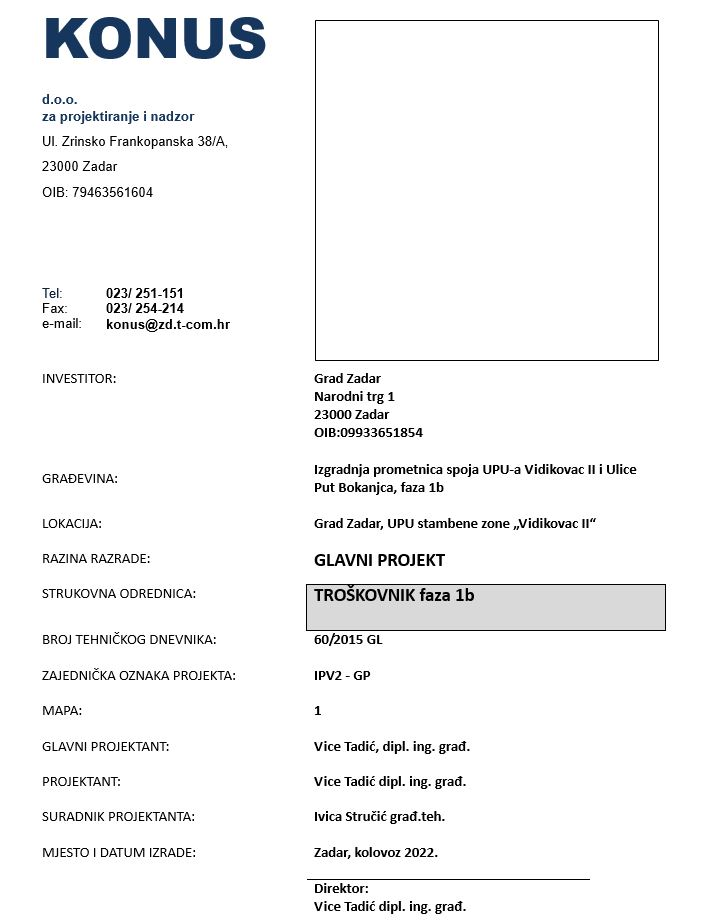 KONUS
d.o.o.
za projektiranje i nadzor
Ul. Zrinsko Frankopanska 38/A,
23000 Zadar
OIB: 79463561604
Tel: 023/ 251-151
Fax: 023/ 254-214
e-mail: konus@zd.t-com.hr
INVESTITOR: Grad Zadar
Narodni trg 1
23000 Zadar
OIB:09933651854
GRAĐEVINA: Izgradnja prometnica spoja UPU-a Vidikovac II i Ulice
Put Bokanjca, faza 1b
LOKACIJA: Grad Zadar, UPU stambene zone „Vidikovac II“
RAZINA RAZRADE: GLAVNI PROJEKT
STRUKOVNA ODREDNICA: TROŠKOVNIK faza 1b
BROJ TEHNIČKOG DNEVNIKA: 60/2015 GL
ZAJEDNIČKA OZNAKA PROJEKTA: IPV2 - GP
MAPA: 1
GLAVNI PROJEKTANT: Vice Tadić, dipl. ing. građ.
PROJEKTANT: Vice Tadić dipl. ing. građ.
SURADNIK PROJEKTANTA: Ivica Stručić građ.teh.
MJESTO I DATUM IZRADE: Zadar, kolovoz 2022.
Direktor:
Vice Tadić dipl. ing. građ.